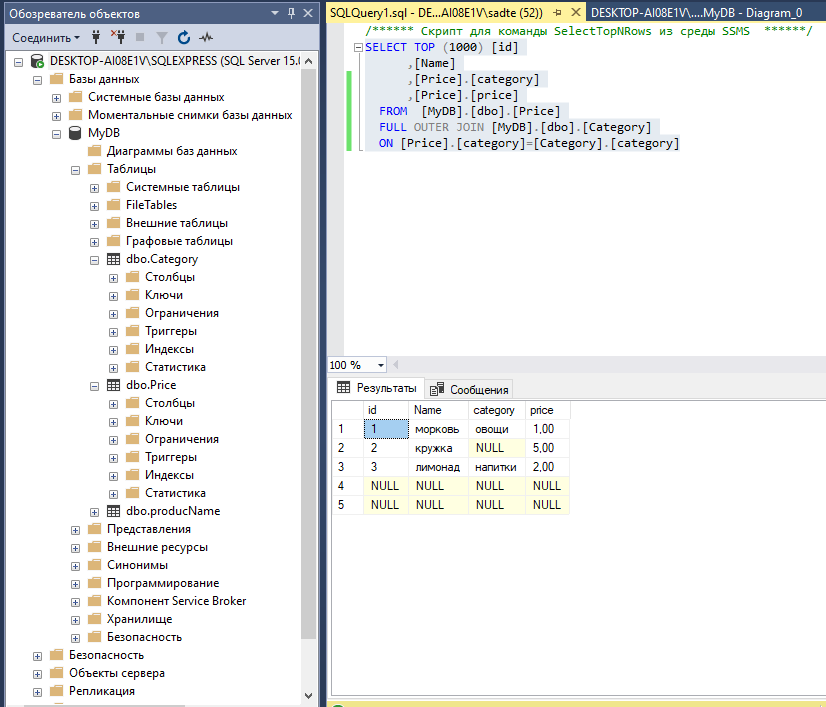 Обозреватель объектов
Соединить
DESKTOP-AI08E1V\SQLEXPRESS (SQL Server 15.0
Базы данных
Системные базы данных
Моментальные снимки базы данных
MyDB
Диаграммы баз данных
Таблицы
Системные таблицы
FileTables
Внешние таблицы
Графовые таблицы
dbo.Category
Столбцы
Ключи
Ограничения
Триггеры
Индексы
Статистика
dbo.Price
Столбцы
Ключи
Ограничения
Триггеры
Индексы
Статистика
dbo.producName
Представления
Внешние ресурсы
Синонимы
Программирование
Компонент Service Broker
Хранилище
Безопасность
Безопасность
Объекты сервера
Репликация
SQLQuery1.sql - DE...AI08E1V\sadte (52)) DESKTOP-AI08E1V\....MyDB - Diagram_0
/****** Скрипт для команды SelectTopNRows из среды SSMS ******/
SELECT TOP (1000) [id]
,[Name]
,[Price].[category]
,[Price].[price]
FROM [MyDB].[dbo].[Price]
FULL OUTER JOIN [MyDB].[dbo].[Category]
ON [Price].[category]=[Category].[category]
100 %
Результаты Сообщения
id Name category price
1 1 морковь овощи 1,00
2 2 кружка NULL 5,00
3 3 лимонад напитки 2,00
4 NULL NULL NULL NULL
5 NULL NULL NULL NULL